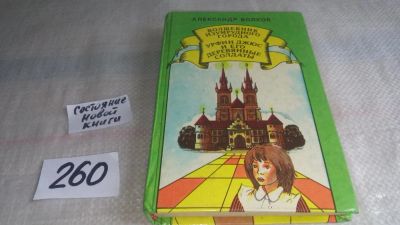 АЛЕКСАНДР ВОЛКОВ
ВОЛШЕБНИК
ИЗУМРУДНОГО
ГОРОДА
УРФИН ДЖЮС
И ЕГО
ДЕРЕВЯННЫЕ
СОЛДАТЫ
Состояние
новой
книги
260